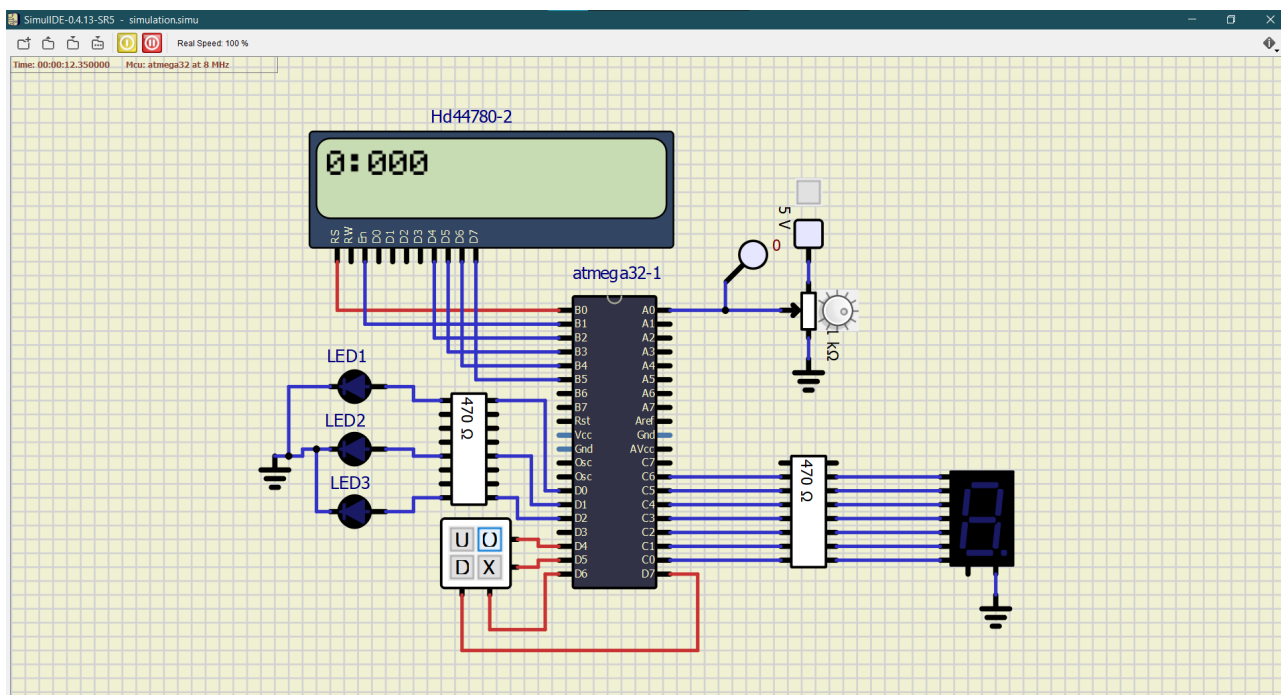 SimulIDE-0.4.13-SR5 - simulation.simu
Real Speed: 100 %
Time: 00:00:12.350000 Mcu: atmega32 at 8 MHz
Hd44780-2
0:000
RS RW En D0 D1 D2 D3 D4 D5 D6 D7
5 V
0
atmega32-1
1 kΩ
B0 A0
B1 A1
B2 A2
B3 A3
B4 A4
B5 A5
B6 A6
B7 A7
Rst Aref
Vcc Gnd
Gnd AVcc
Osc C7
Osc C6
D0 C5
D1 C4
D2 C3
D3 C2
D4 C1
D5 C0
D6 D7
LED1
LED2
LED3
470 Ω
470 Ω
U O
D X